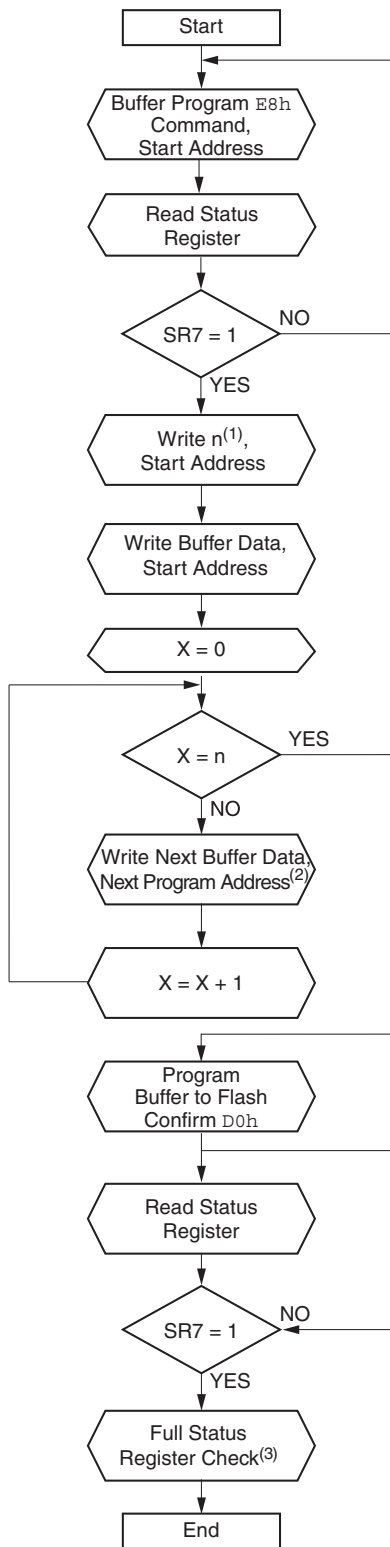 Start
Buffer Program E8h
Command,
Start Address
Read Status
Register
SR7 = 1
NO
YES
Write n(1),
Start Address
Write Buffer Data,
Start Address
X = 0
X = n
YES
NO
Write Next Buffer Data,
Next Program Address(2)
X = X + 1
Program
Buffer to Flash
Confirm D0h
Read Status
Register
SR7 = 1
NO
YES
Full Status
Register Check(3)
End